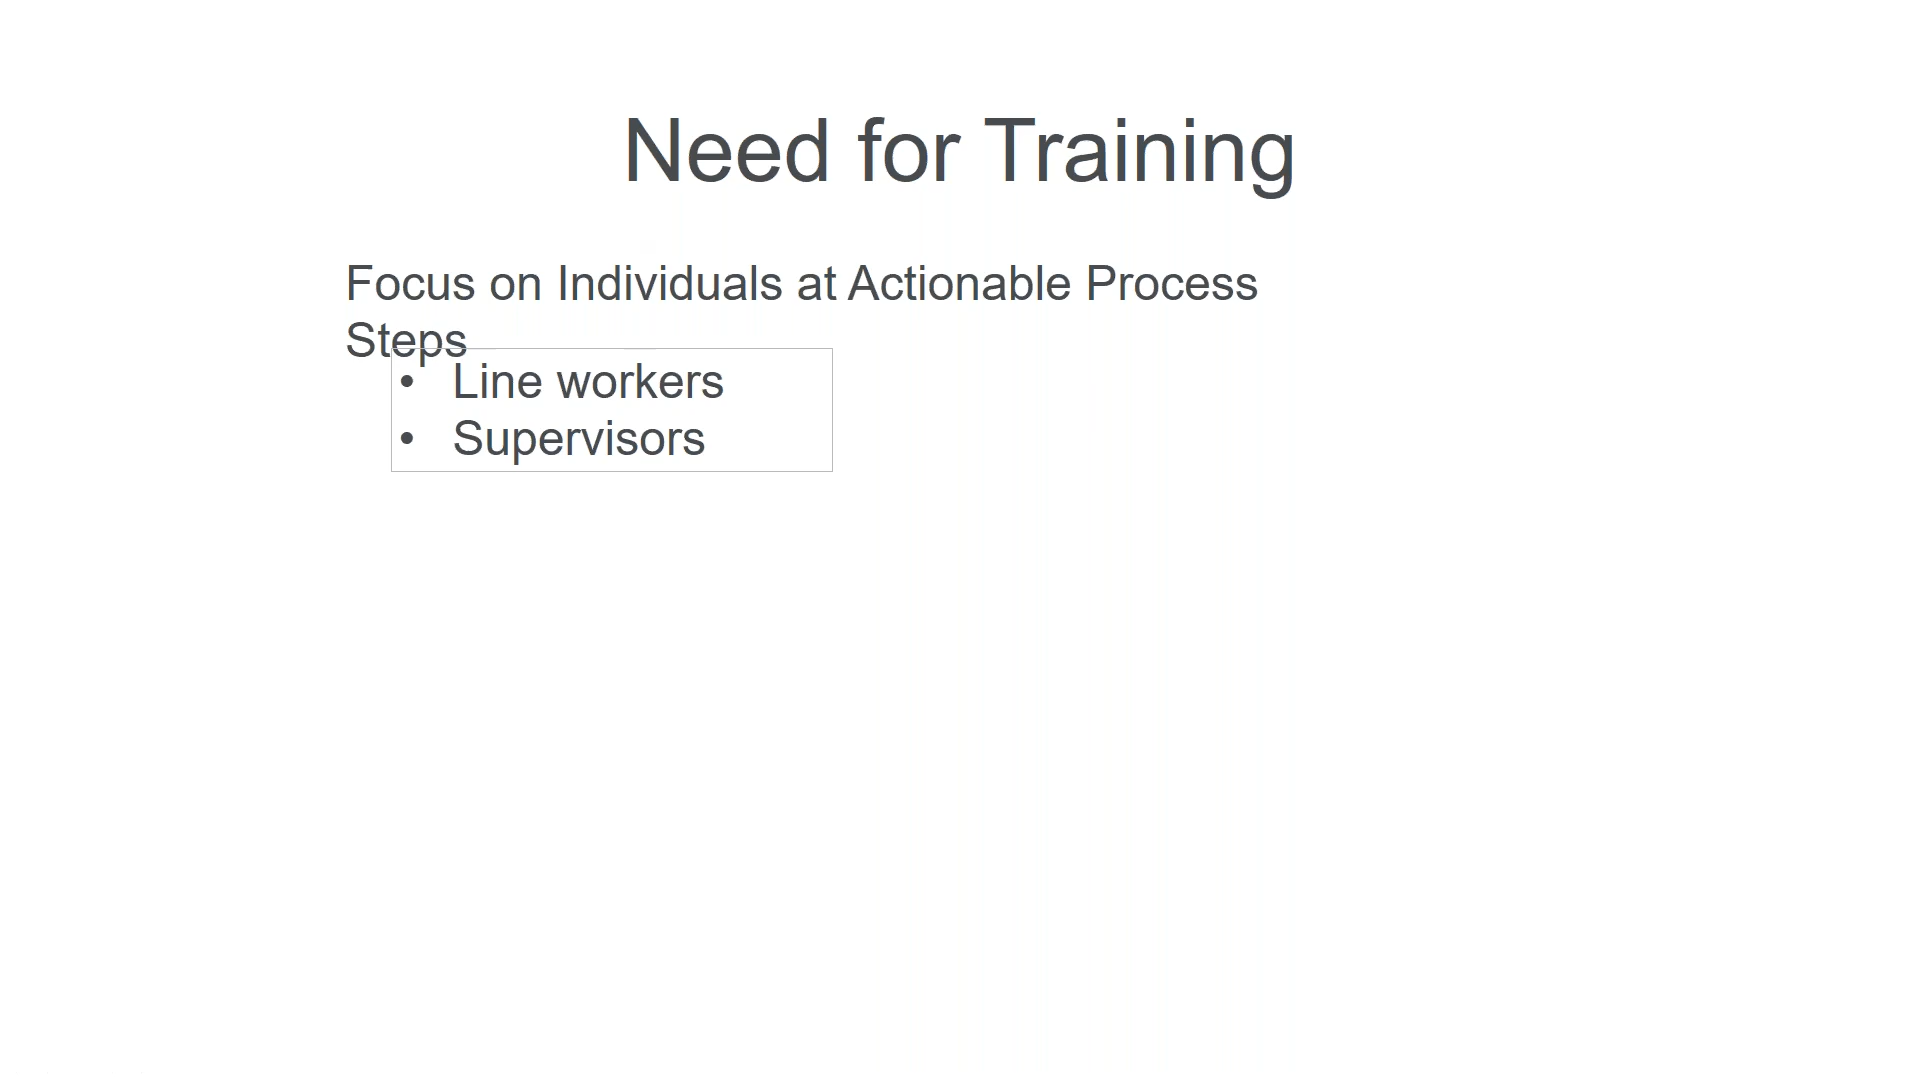 Need for Training
Focus on Individuals at Actionable Process
Steps
• Line workers
• Supervisors